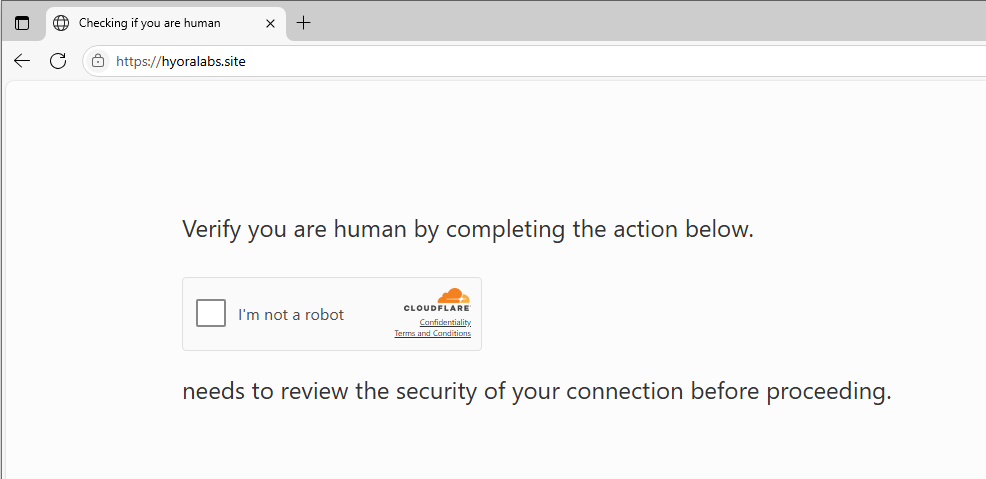 Checking if you are human
https://hyoralabs.site
Verify you are human by completing the action below.
I'm not a robot
CLOUDFLARE
Confidentiality
Terms and Conditions
needs to review the security of your connection before proceeding.